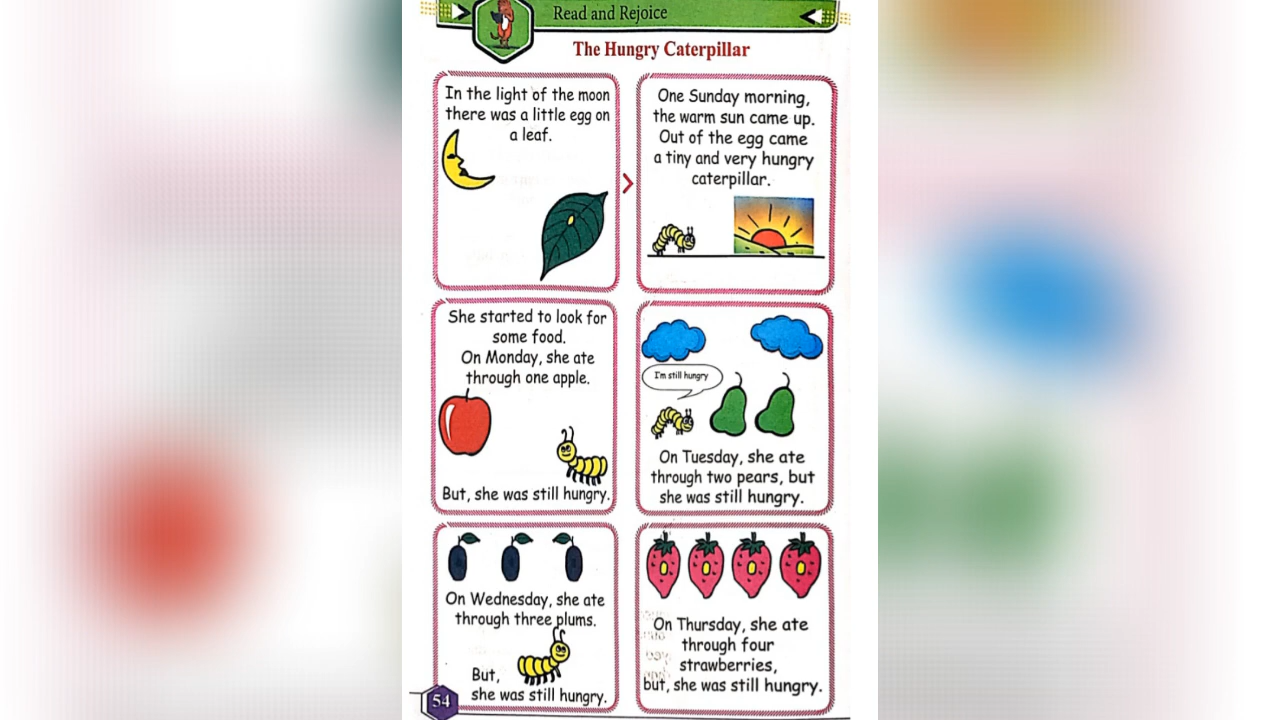 Read and Rejoice
The Hungry Caterpillar
In the light of the moon
there was a little egg on
a leaf.
One Sunday morning,
the warm sun came up.
Out of the egg came
a tiny and very hungry
caterpillar.
She started to look for
some food.
On Monday, she ate
through one apple.
But, she was still hungry.
I'm still hungry
On Tuesday, she ate
through two pears, but
she was still hungry.
On Wednesday, she ate
through three plums.
But,
she was still hungry.
On Thursday, she ate
through four
strawberries,
but, she was still hungry.
54